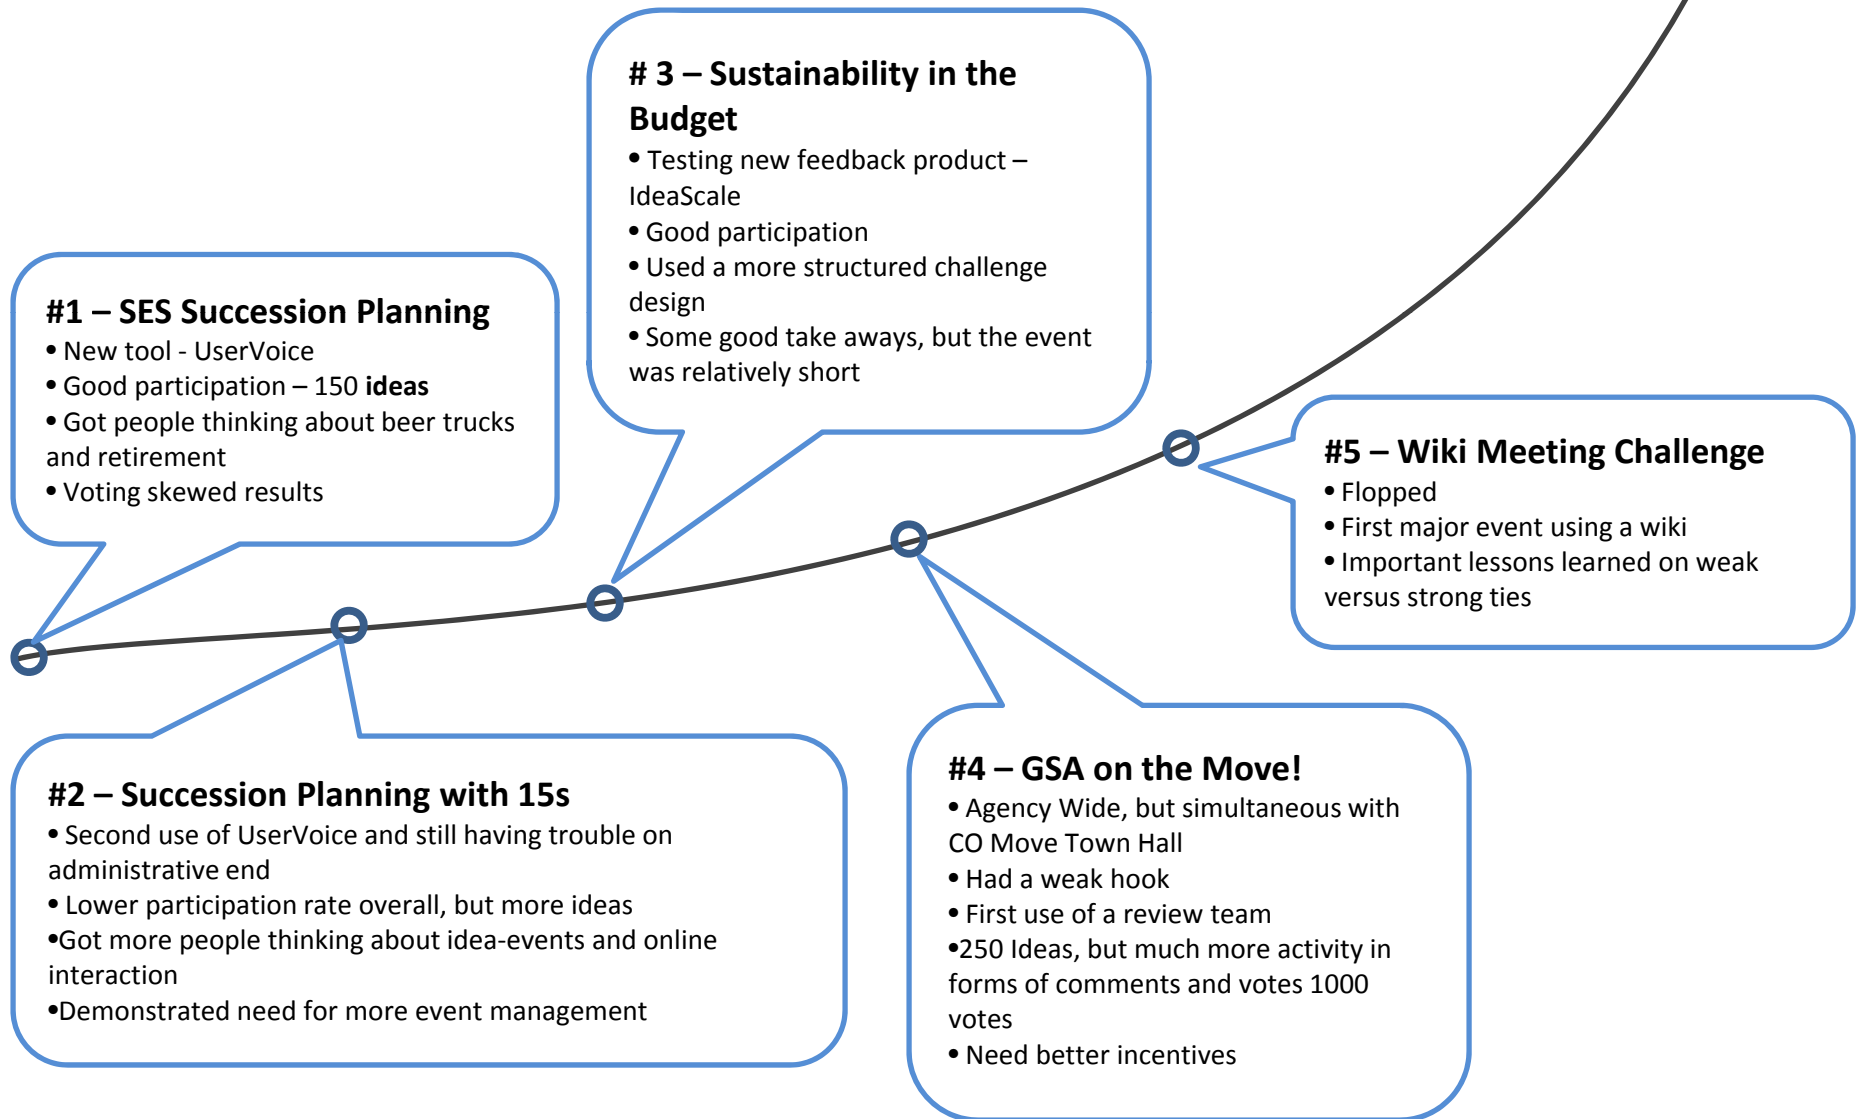 #1 – SES Succession Planning
• New tool - UserVoice
• Good participation – 150 ideas
• Got people thinking about beer trucks
and retirement
• Voting skewed results
#2 – Succession Planning with 15s
• Second use of UserVoice and still having trouble on
administrative end
• Lower participation rate overall, but more ideas
•Got more people thinking about idea-events and online
interaction
•Demonstrated need for more event management
# 3 – Sustainability in the
Budget
• Testing new feedback product –
IdeaScale
• Good participation
• Used a more structured challenge
design
• Some good take aways, but the event
was relatively short
#4 – GSA on the Move!
• Agency Wide, but simultaneous with
CO Move Town Hall
• Had a weak hook
• First use of a review team
•250 Ideas, but much more activity in
forms of comments and votes 1000
votes
• Need better incentives
#5 – Wiki Meeting Challenge
• Flopped
• First major event using a wiki
• Important lessons learned on weak
versus strong ties